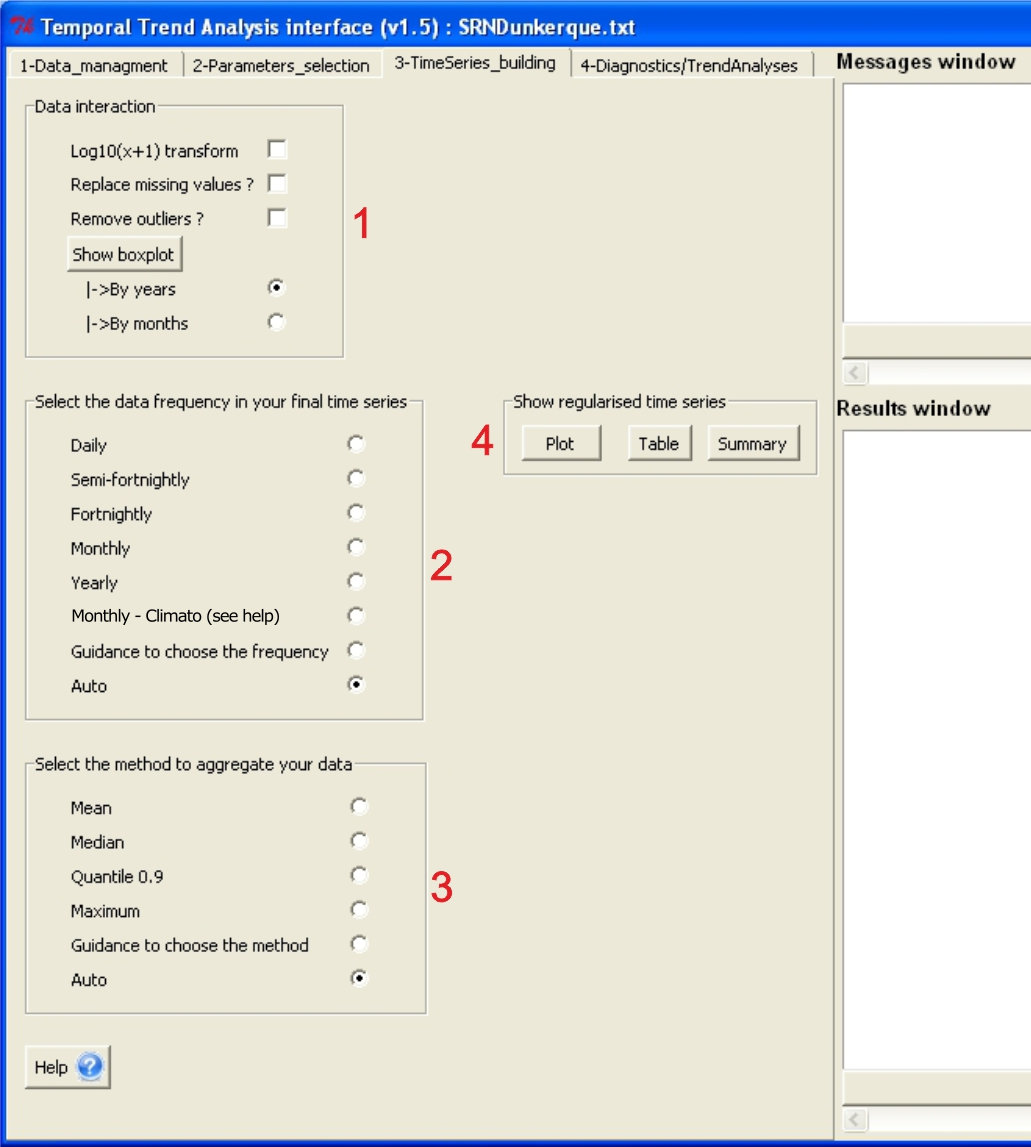 Temporal Trend Analysis interface (v1.5) : SRNDunkerque.txt
1-Data_managment 2-Parameters_selection 3-TimeSeries_building 4-Diagnostics/TrendAnalyses
Messages window
Data interaction
Log10(x+1) transform
Replace missing values ?
Remove outliers ?
Show boxplot
|->By years
|->By months
1
Select the data frequency in your final time series
Daily
Semi-fortnightly
Fortnightly
Monthly
Yearly
Monthly - Climato (see help)
Guidance to choose the frequency
Auto
2
Show regularised time series
4 Plot Table Summary
Results window
Select the method to aggregate your data
Mean
Median
Quantile 0.9
Maximum
Guidance to choose the method
Auto
3
Help ?